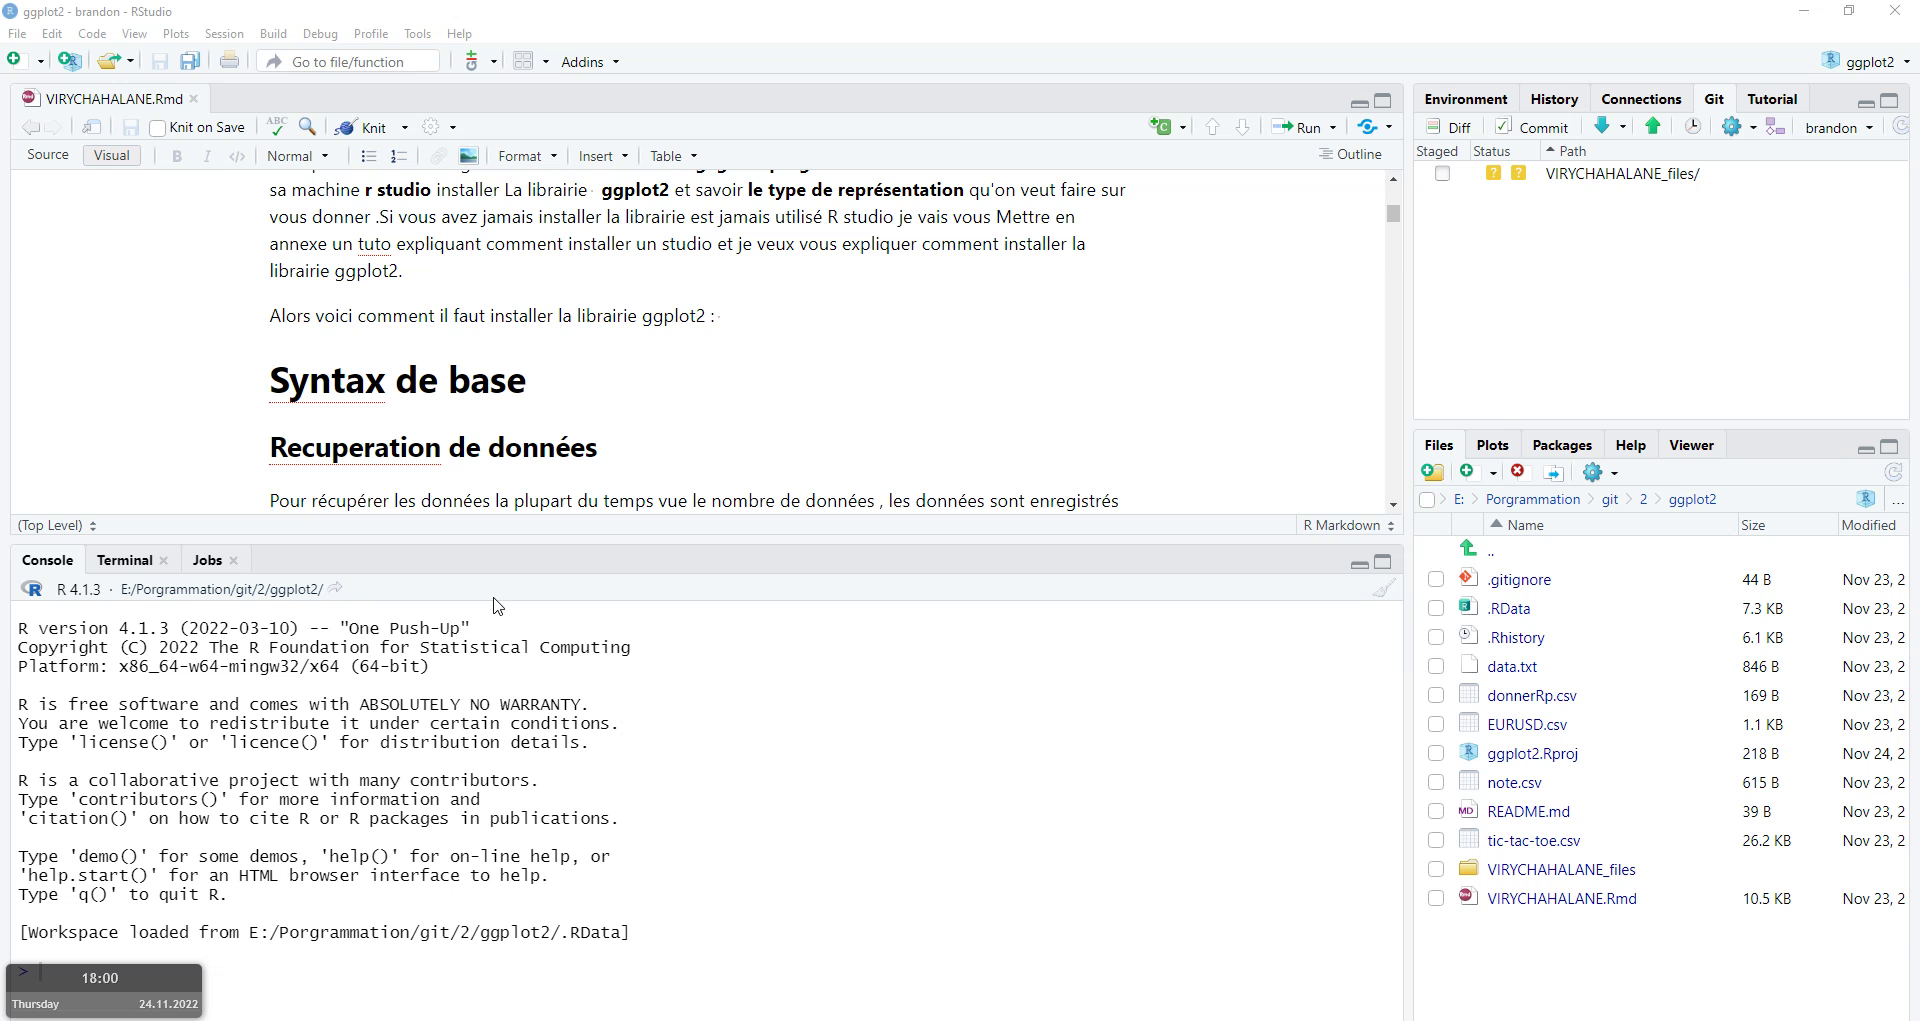 ggplot2 - brandon - RStudio
File Edit Code View Plots Session Build Debug Profile Tools Help
Go to file/function Addins ggplot2
VIRYCHAHALANE.Rmd
Knit on Save ABC Knit Run
Source Visual B I </> Normal Format Insert Table Outline
sa machine r studio installer La librairie ggplot2 et savoir le type de représentation qu'on veut faire sur
vous donner .Si vous avez jamais installer la librairie est jamais utilisé R studio je vais vous Mettre en
annexe un tuto expliquant comment installer un studio et je veux vous expliquer comment installer la
librairie ggplot2.
Alors voici comment il faut installer la librairie ggplot2 :
Syntax de base
Recuperation de données
Pour récupérer les données la plupart du temps vue le nombre de données , les données sont enregistrés
(Top Level) R Markdown
Console Terminal Jobs
R 4.1.3 · E:/Porgrammation/git/2/ggplot2/
R version 4.1.3 (2022-03-10) -- "One Push-Up"
Copyright (C) 2022 The R Foundation for Statistical Computing
Platform: x86_64-w64-mingw32/x64 (64-bit)
R is free software and comes with ABSOLUTELY NO WARRANTY.
You are welcome to redistribute it under certain conditions.
Type 'license()' or 'licence()' for distribution details.
R is a collaborative project with many contributors.
Type 'contributors()' for more information and
'citation()' on how to cite R or R packages in publications.
Type 'demo()' for some demos, 'help()' for on-line help, or
'help.start()' for an HTML browser interface to help.
Type 'q()' to quit R.
[Workspace loaded from E:/Porgrammation/git/2/ggplot2/.RData]
>
18:00
Thursday 24.11.2022
Environment History Connections Git Tutorial
Diff Commit brandon
Staged Status Path
? ? VIRYCHAHALANE_files/
Files Plots Packages Help Viewer
E: > Porgrammation > git > 2 > ggplot2 ...
Name Size Modified
..
.gitignore 44 B Nov 23, 2
.RData 7.3 KB Nov 23, 2
.Rhistory 6.1 KB Nov 23, 2
data.txt 846 B Nov 23, 2
donnerRp.csv 169 B Nov 23, 2
EURUSD.csv 1.1 KB Nov 23, 2
ggplot2.Rproj 218 B Nov 24, 2
note.csv 615 B Nov 23, 2
README.md 39 B Nov 23, 2
tic-tac-toe.csv 26.2 KB Nov 23, 2
VIRYCHAHALANE_files
VIRYCHAHALANE.Rmd 10.5 KB Nov 23, 2